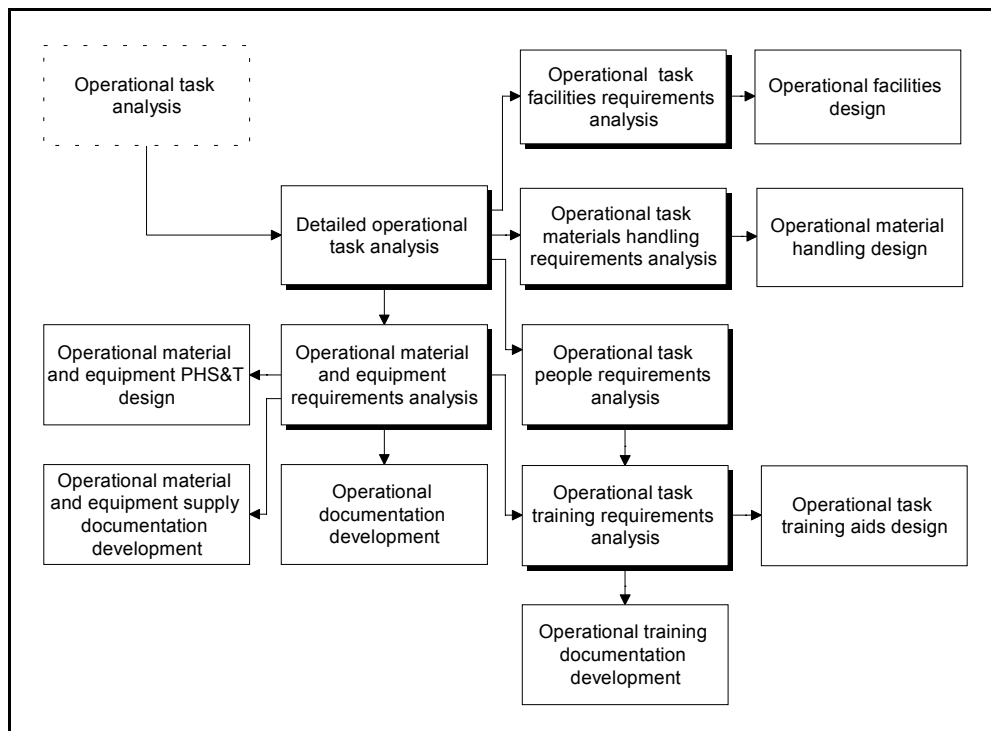 Operational task
analysis
Operational task
facilities requirements
analysis
Operational facilities
design
Detailed operational
task analysis
Operational task
materials handling
requirements analysis
Operational material
handling design
Operational material
and equipment PHS&T
design
Operational material
and equipment
requirements analysis
Operational task
people requirements
analysis
Operational material
and equipment supply
documentation
development
Operational
documentation
development
Operational task
training requirements
analysis
Operational task
training aids design
Operational training
documentation
development